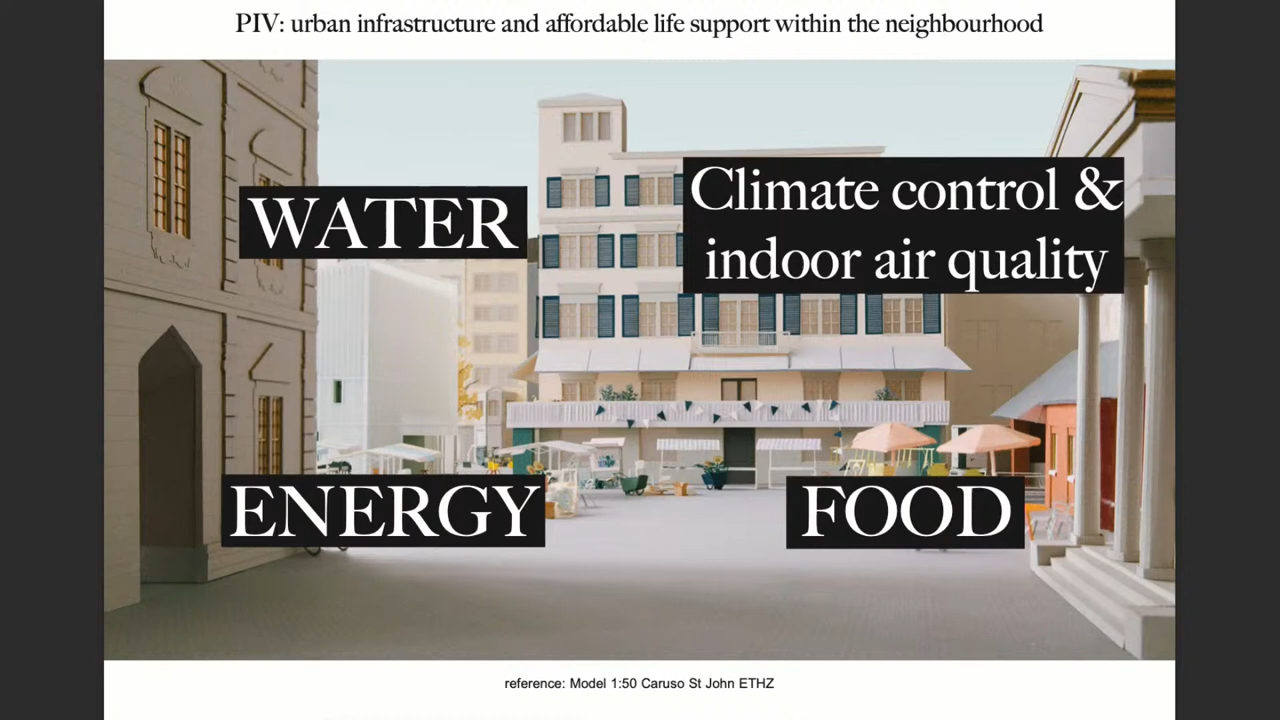 PIV: urban infrastructure and affordable life support within the neighbourhood
WATER
Climate control &
indoor air quality
ENERGY
FOOD
reference: Model 1:50 Caruso St John ETHZ